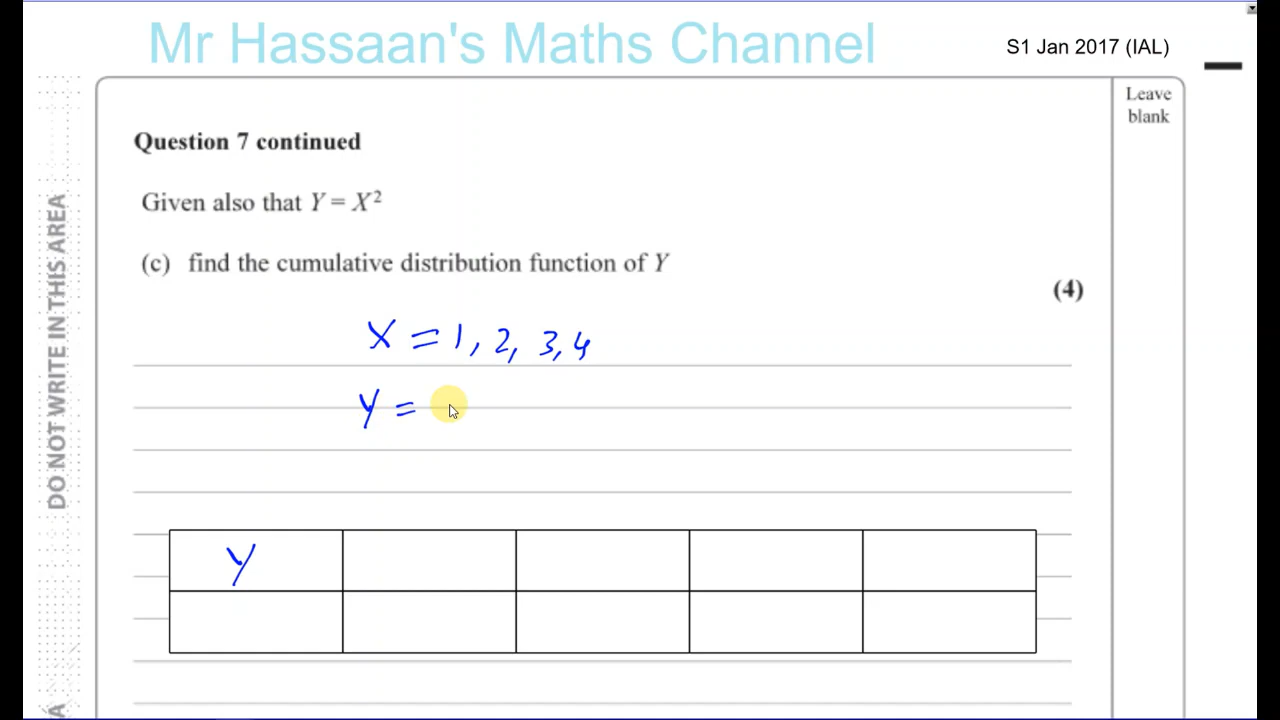 Mr Hassaan's Maths Channel
S1 Jan 2017 (IAL)
Leave
blank
Question 7 continued
Given also that Y = X²
(c) find the cumulative distribution function of Y
(4)
X = 1, 2, 3, 4
Y =
Y
DO NOT WRITE IN THIS AREA
A